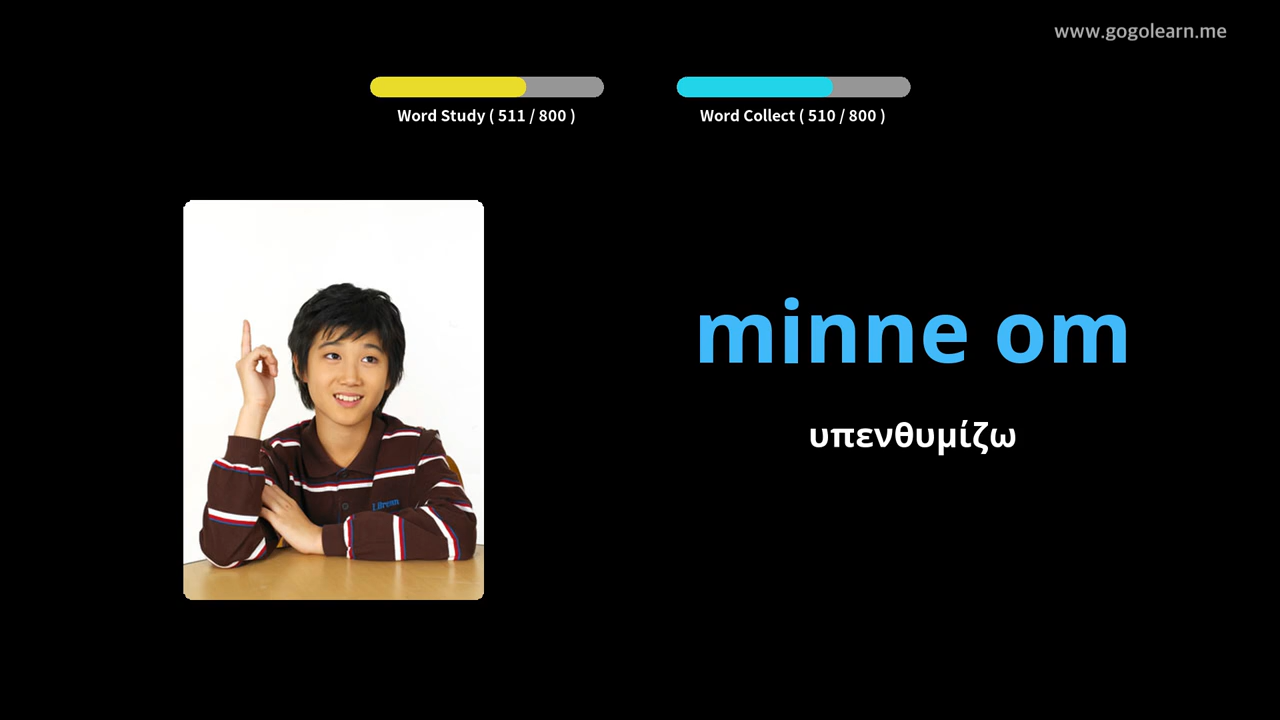 www.gogolearn.me
Word Study ( 511 / 800 )
Word Collect ( 510 / 800 )
minne om
υπενθυμίζω